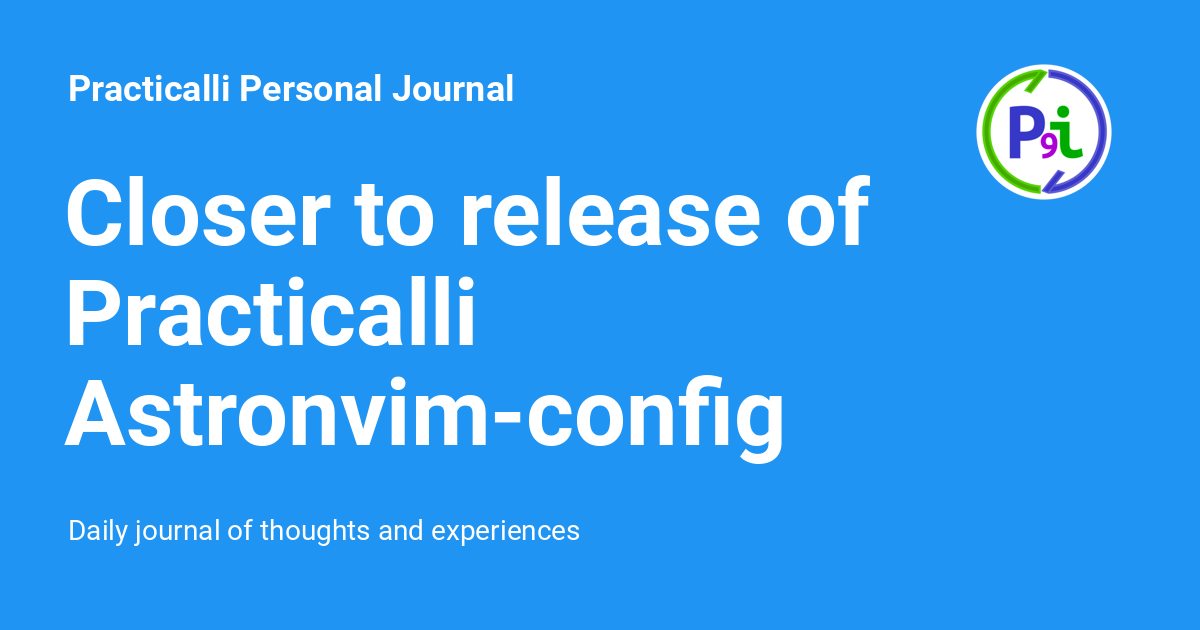 Practicalli Personal Journal
P9i
Closer to release of
Practicalli
Astronvim-config
Daily journal of thoughts and experiences